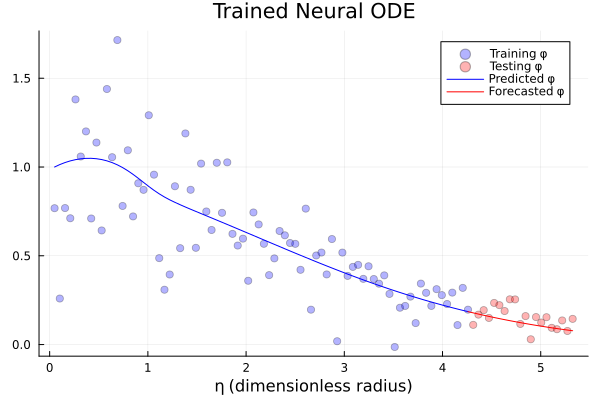 Trained Neural ODE
Training φ
Testing φ
Predicted φ
Forecasted φ
1.5
1.0
0.5
0.0
0 1 2 3 4 5
η (dimensionless radius)